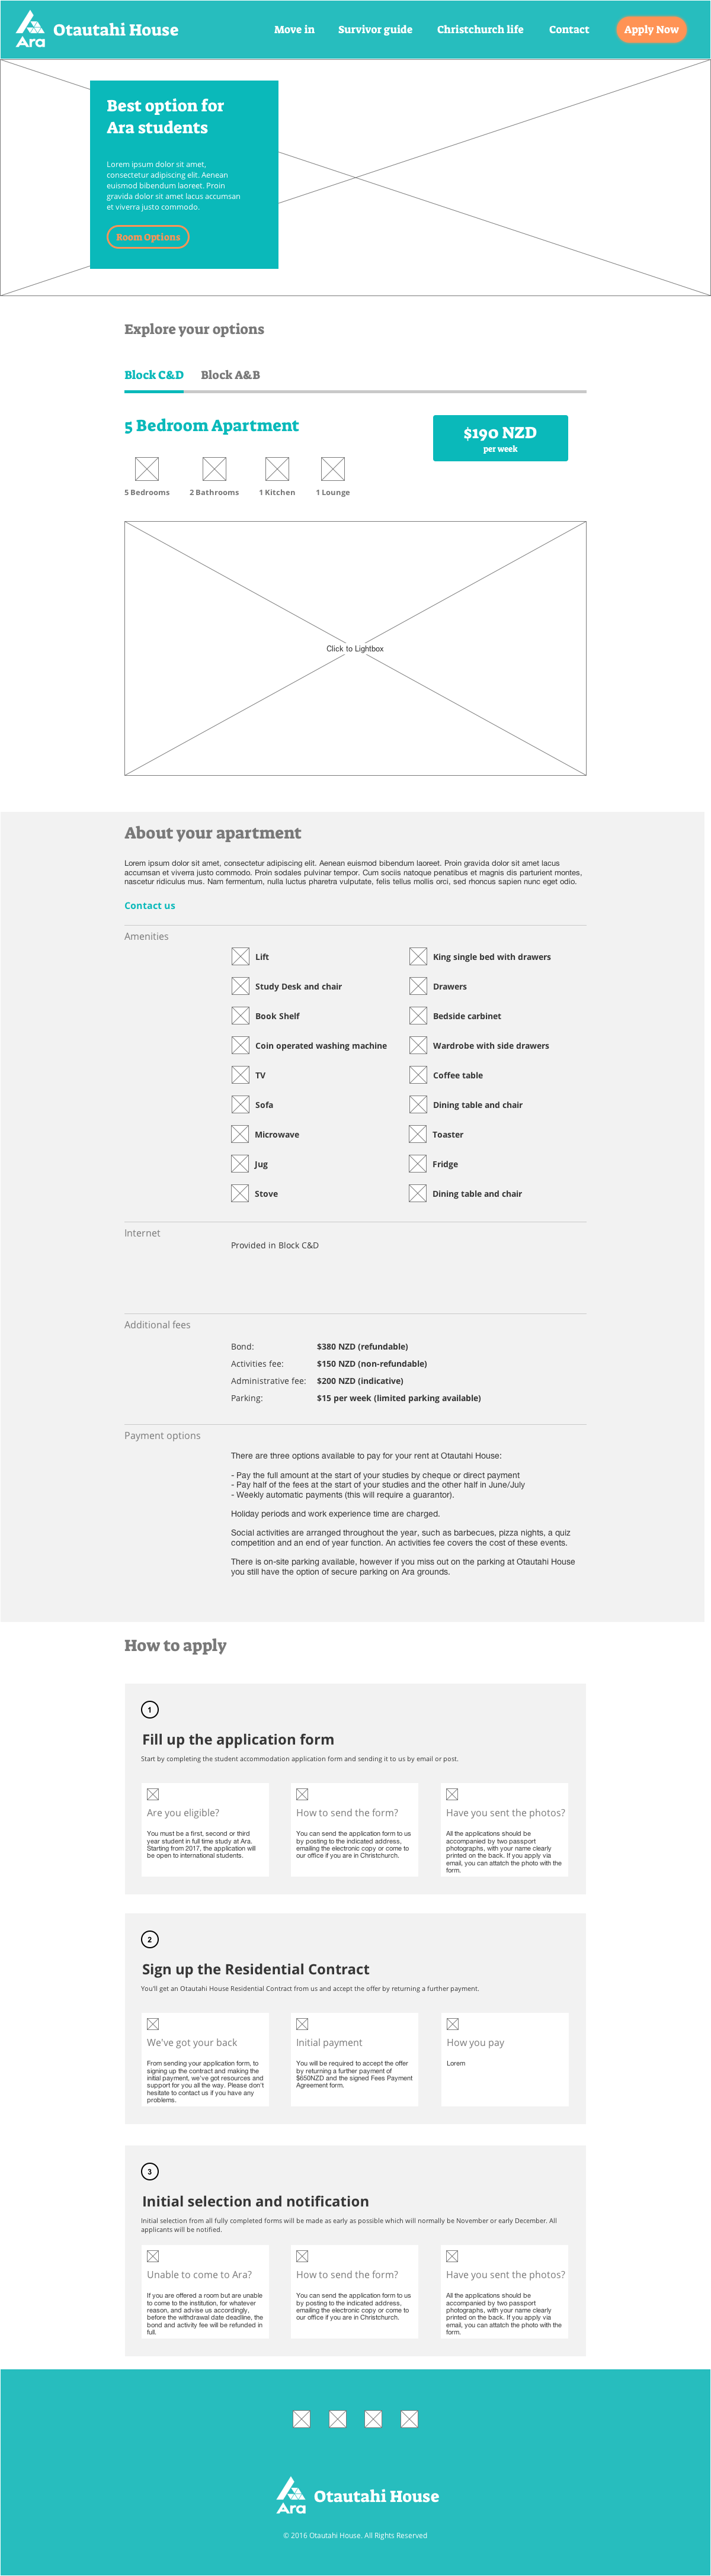 Ara
Otautahi House
Move in
Survivor guide
Christchurch life
Contact
Apply Now
Best option for
Ara students
Lorem ipsum dolor sit amet,
consectetur adipiscing elit. Aenean
euismod bibendum laoreet. Proin
gravida dolor sit amet lacus accumsan
et viverra justo commodo.
Room Options
Explore your options
Block C&D
Block A&B
5 Bedroom Apartment
$190 NZD
per week
5 Bedrooms
2 Bathrooms
1 Kitchen
1 Lounge
Click to Lightbox
About your apartment
Lorem ipsum dolor sit amet, consectetur adipiscing elit. Aenean euismod bibendum laoreet. Proin gravida dolor sit amet lacus
accumsan et viverra justo commodo. Proin sodales pulvinar tempor. Cum sociis natoque penatibus et magnis dis parturient montes,
nascetur ridiculus mus. Nam fermentum, nulla luctus pharetra vulputate, felis tellus mollis orci, sed rhoncus sapien nunc eget odio.
Contact us
Amenities
Lift
King single bed with drawers
Study Desk and chair
Drawers
Book Shelf
Bedside carbinet
Coin operated washing machine
Wardrobe with side drawers
TV
Coffee table
Sofa
Dining table and chair
Microwave
Toaster
Jug
Fridge
Stove
Dining table and chair
Internet
Provided in Block C&D
Additional fees
Bond: $380 NZD (refundable)
Activities fee: $150 NZD (non-refundable)
Administrative fee: $200 NZD (indicative)
Parking: $15 per week (limited parking available)
Payment options
There are three options available to pay for your rent at Otautahi House:
- Pay the full amount at the start of your studies by cheque or direct payment
- Pay half of the fees at the start of your studies and the other half in June/July
- Weekly automatic payments (this will require a guarantor).
Holiday periods and work experience time are charged.
Social activities are arranged throughout the year, such as barbecues, pizza nights, a quiz
competition and an end of year function. An activities fee covers the cost of these events.
There is on-site parking available, however if you miss out on the parking at Otautahi House
you still have the option of secure parking on Ara grounds.
How to apply
1
Fill up the application form
Start by completing the student accommodation application form and sending it to us by email or post.
Are you eligible?
You must be a first, second or third
year student in full time study at Ara.
Starting from 2017, the application will
be open to international students.
How to send the form?
You can send the application form to us
by posting to the indicated address,
emailing the electronic copy or come to
our office if you are in Christchurch.
Have you sent the photos?
All the applications should be
accompanied by two passport
photographs, with your name clearly
printed on the back. If you apply via
email, you can attatch the photo with the
form.
2
Sign up the Residential Contract
You'll get an Otautahi House Residential Contract from us and accept the offer by returning a further payment.
We've got your back
From sending your application form, to
signing up the contract and making the
initial payment, we've got resources and
support for you all the way. Please don't
hesitate to contact us if you have any
problems.
Initial payment
You will be required to accept the offer
by returning a further payment of
$650NZD and the signed Fees Payment
Agreement form.
How you pay
Lorem
3
Initial selection and notification
Initial selection from all fully completed forms will be made as early as possible which will normally be November or early December. All
applicants will be notified.
Unable to come to Ara?
If you are offered a room but are unable
to come to the institution, for whatever
reason, and advise us accordingly,
before the withdrawal date deadline, the
bond and activity fee will be refunded in
full.
How to send the form?
You can send the application form to us
by posting to the indicated address,
emailing the electronic copy or come to
our office if you are in Christchurch.
Have you sent the photos?
All the applications should be
accompanied by two passport
photographs, with your name clearly
printed on the back. If you apply via
email, you can attatch the photo with the
form.
Ara
Otautahi House
© 2016 Otautahi House. All Rights Reserved